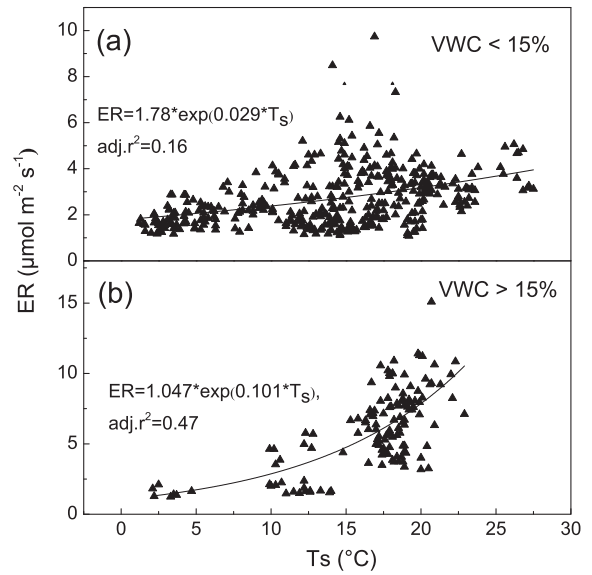 (a)
VWC < 15%
ER=1.78*exp(0.029*Ts)
adj.r²=0.16
10
8
6
4
2
0
ER (μmol m⁻² s⁻¹)
(b)
VWC > 15%
ER=1.047*exp(0.101*Ts),
adj.r²=0.47
15
10
5
0
0 5 10 15 20 25 30
Ts (°C)